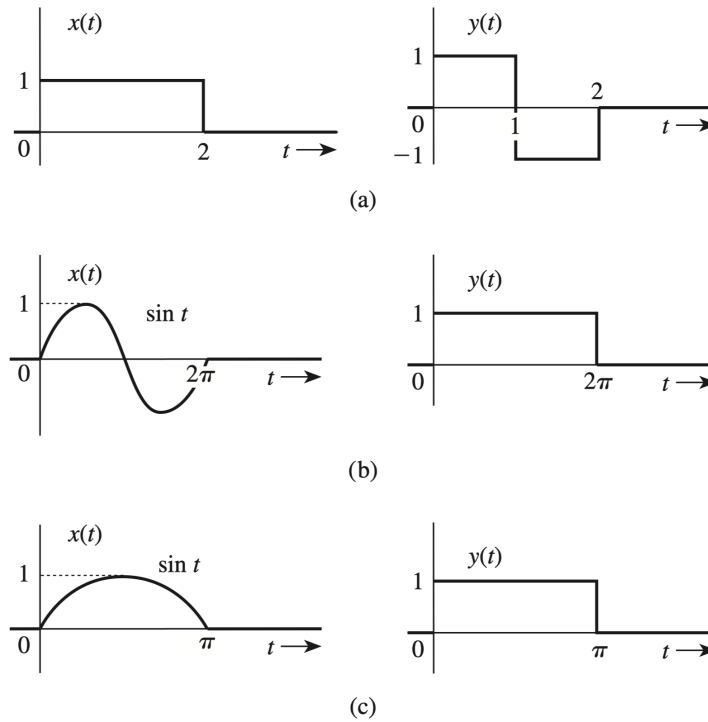 x(t)
y(t)
1
1
2
0
2
t →
0
1
t →
−1
(a)
x(t)
y(t)
1
sin t
1
0
2π
t →
0
2π
t →
(b)
x(t)
y(t)
1
sin t
1
0
π
t →
0
π
t →
(c)